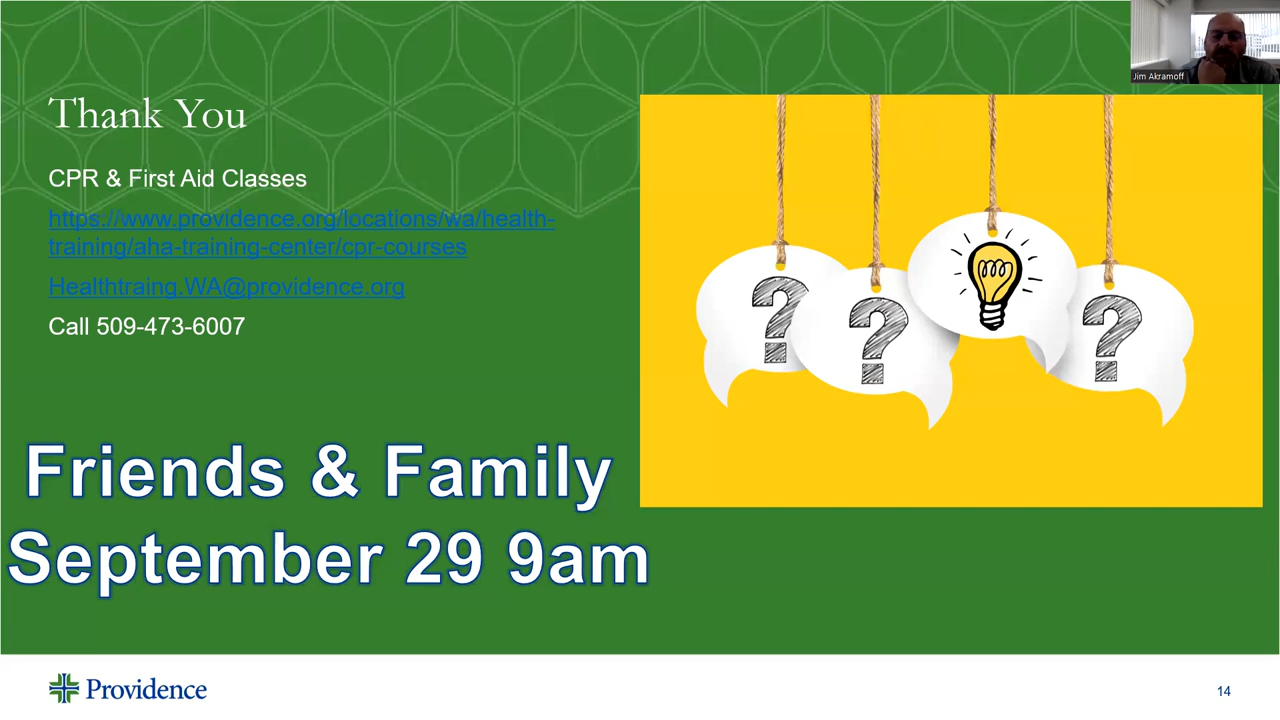 Jim Akramoff
Thank You
CPR & First Aid Classes
https://www.providence.org/locations/wa/health-
training/aha-training-center/cpr-courses
Healthtraing.WA@providence.org
Call 509-473-6007
? ? ?
Friends & Family
September 29 9am
Providence
14